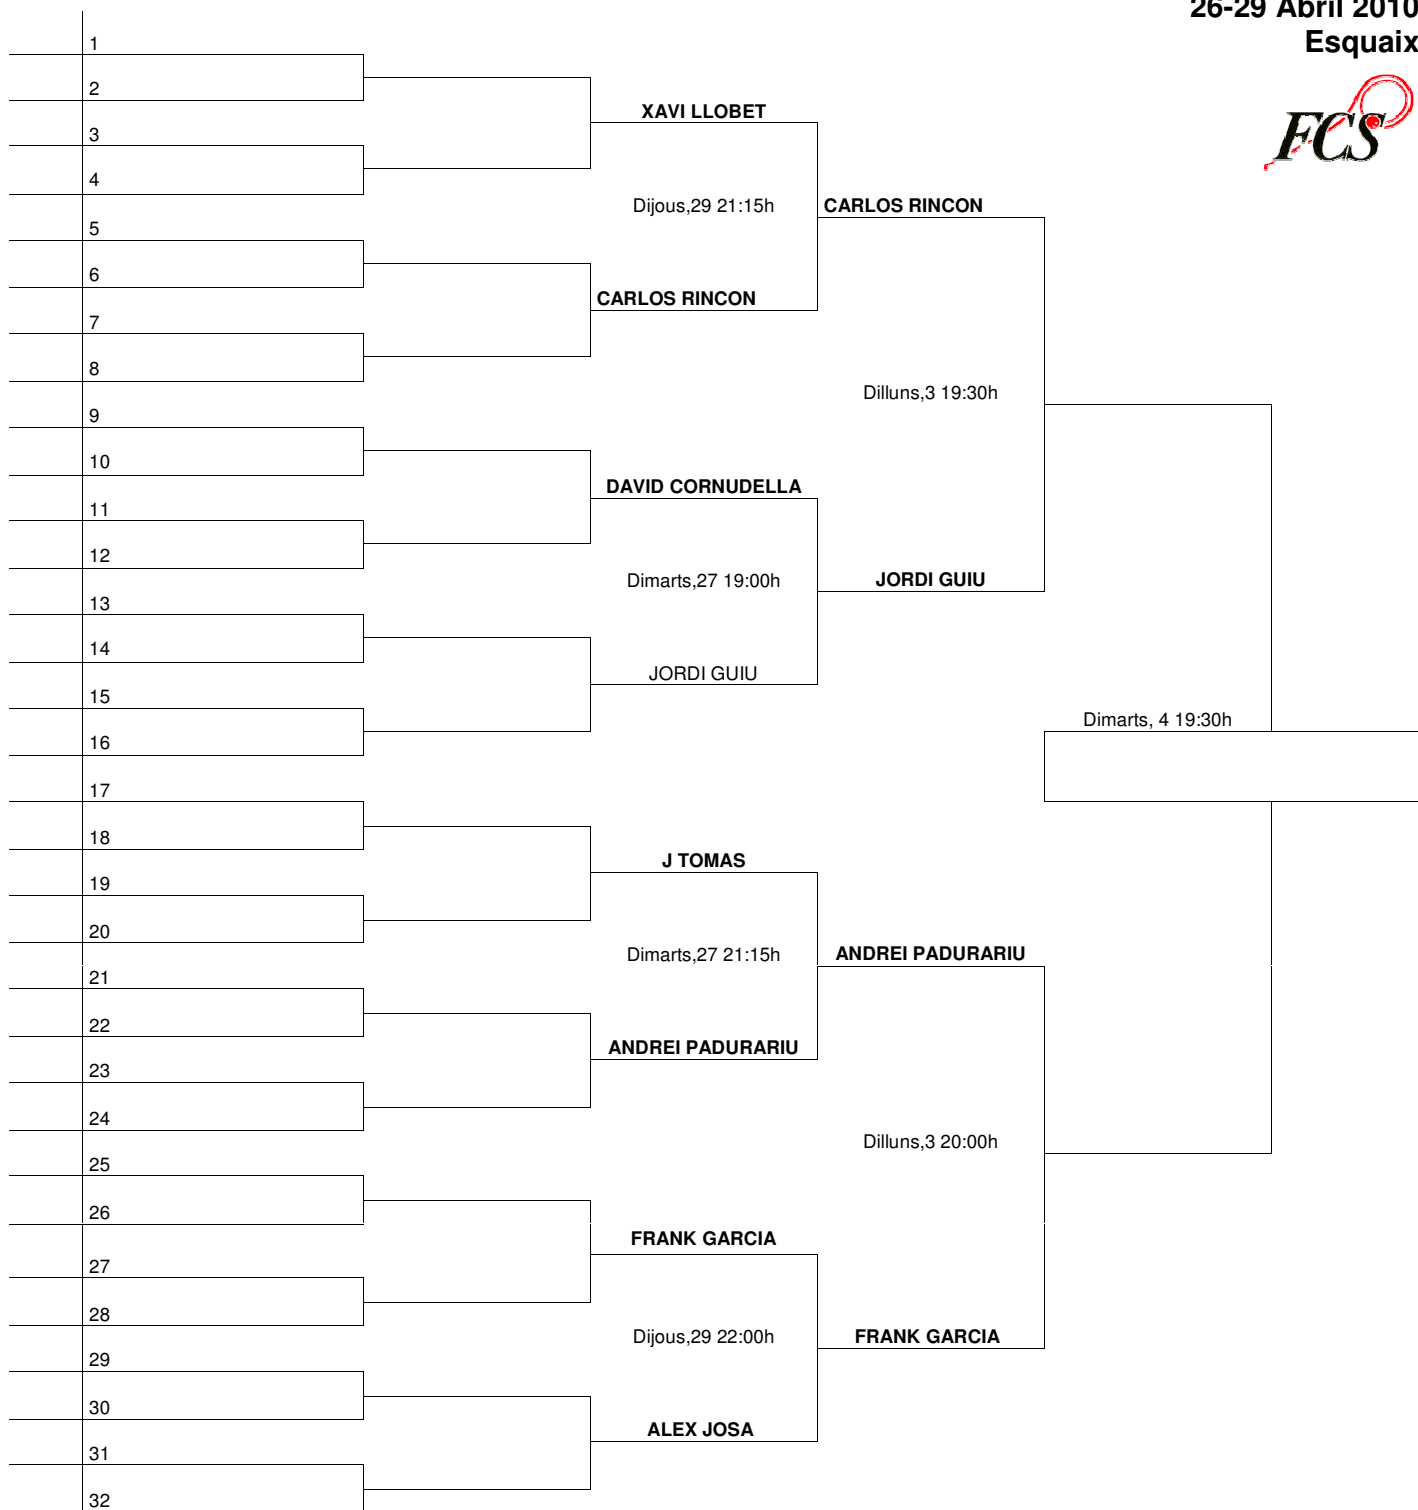 26-29 Abril 2010
Esquaix
FCS
1
2
XAVI LLOBET
3
4
Dijous,29 21:15h
CARLOS RINCON
5
6
CARLOS RINCON
7
8
Dilluns,3 19:30h
9
10
DAVID CORNUDELLA
11
12
Dimarts,27 19:00h
JORDI GUIU
13
14
JORDI GUIU
15
16
Dimarts, 4 19:30h
17
18
J TOMAS
19
20
Dimarts,27 21:15h
ANDREI PADURARIU
21
22
ANDREI PADURARIU
23
24
Dilluns,3 20:00h
25
26
FRANK GARCIA
27
28
Dijous,29 22:00h
FRANK GARCIA
29
30
ALEX JOSA
31
32